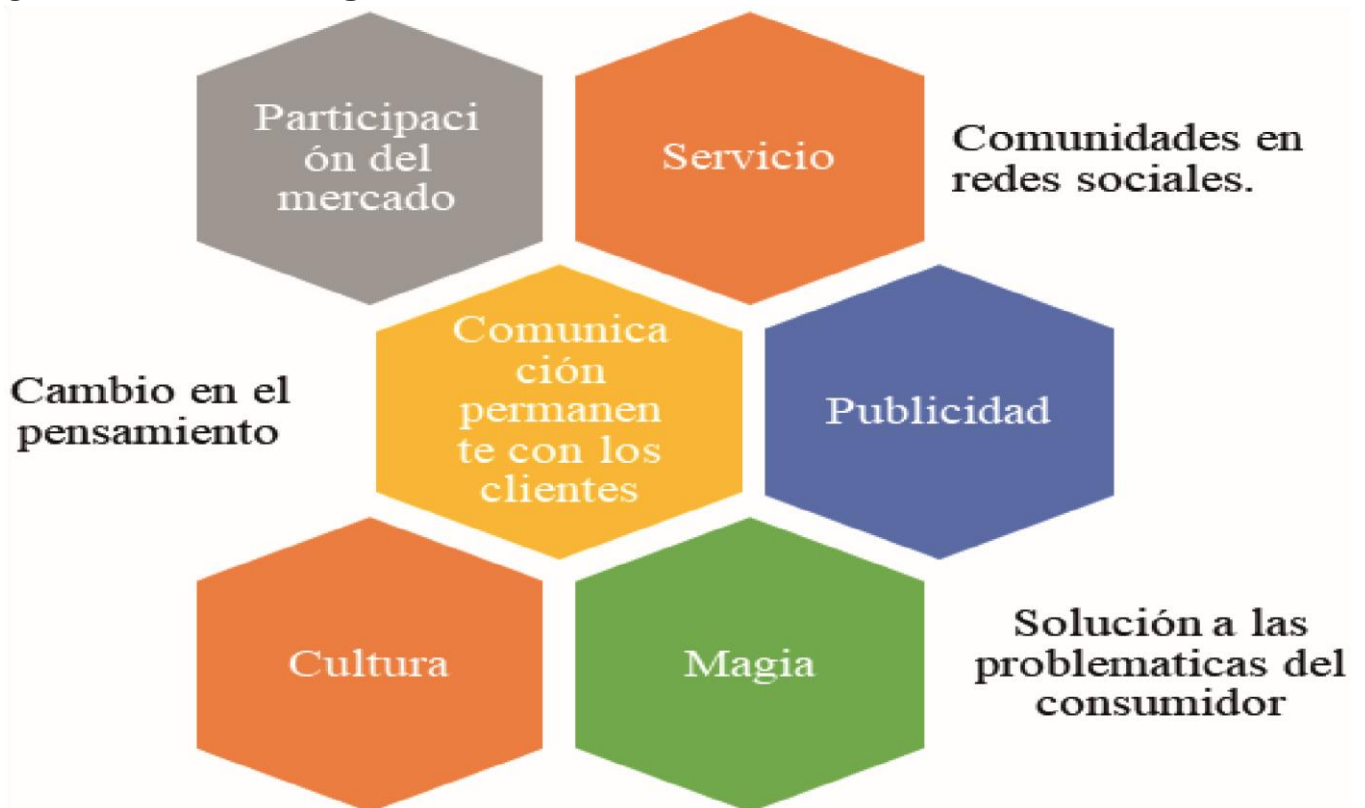 Participaci
ón del
mercado
Servicio
Comunidades en
redes sociales.
Cambio en el
pensamiento
Comunica
ción
permanen
te con los
clientes
Publicidad
Cultura
Magia
Solución a las
problematicas del
consumidor